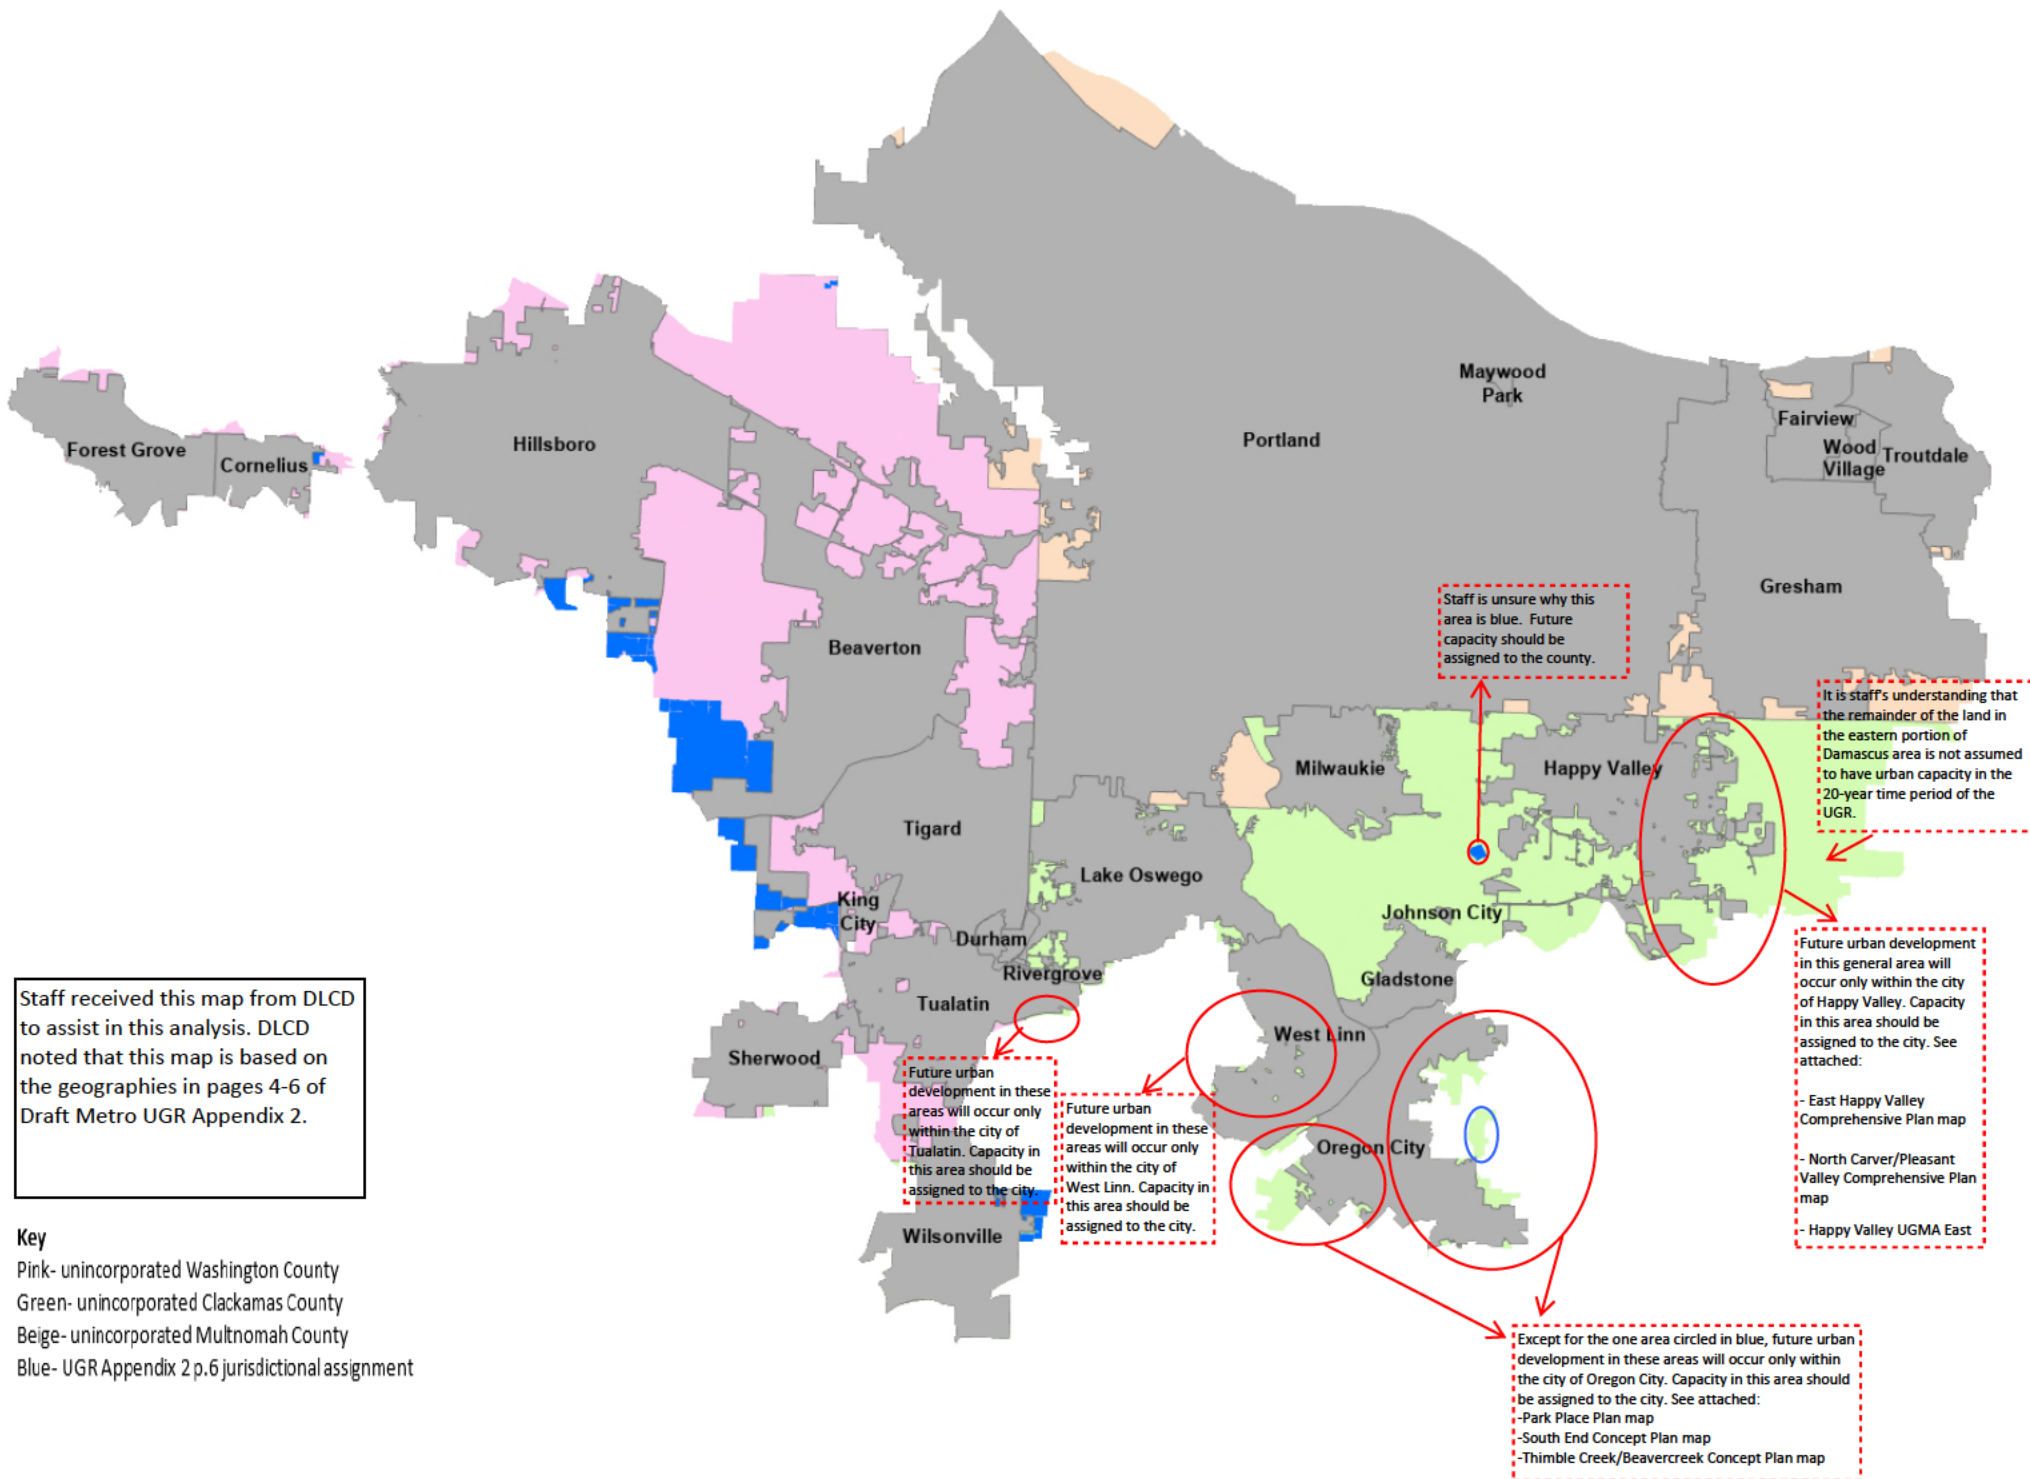 Maywood
Park
Portland
Fairview
Wood
Village
Troutdale
Forest Grove
Cornelius
Hillsboro
Gresham
Beaverton
Staff is unsure why this
area is blue. Future
capacity should be
assigned to the county.
It is staff's understanding that
the remainder of the land in
the eastern portion of
Damascus area is not assumed
to have urban capacity in the
20-year time period of the
UGR.
Milwaukie
Happy Valley
Tigard
Lake Oswego
King
City
Johnson City
Durham
Rivergrove
Gladstone
Tualatin
West Linn
Sherwood
Oregon City
Wilsonville
Future urban development
in this general area will
occur only within the city
of Happy Valley. Capacity
in this area should be
assigned to the city. See
attached:
- East Happy Valley
Comprehensive Plan map
- North Carver/Pleasant
Valley Comprehensive Plan
map
- Happy Valley UGMA East
Staff received this map from DLCD
to assist in this analysis. DLCD
noted that this map is based on
the geographies in pages 4-6 of
Draft Metro UGR Appendix 2.
Future urban
development in these
areas will occur only
within the city of
Tualatin. Capacity in
this area should be
assigned to the city.
Future urban
development in these
areas will occur only
within the city of
West Linn. Capacity in
this area should be
assigned to the city.
Key
Pink- unincorporated Washington County
Green- unincorporated Clackamas County
Beige- unincorporated Multnomah County
Blue- UGR Appendix 2 p.6 jurisdictional assignment
Except for the one area circled in blue, future urban
development in these areas will occur only within
the city of Oregon City. Capacity in this area should
be assigned to the city. See attached:
-Park Place Plan map
-South End Concept Plan map
-Thimble Creek/Beavercreek Concept Plan map